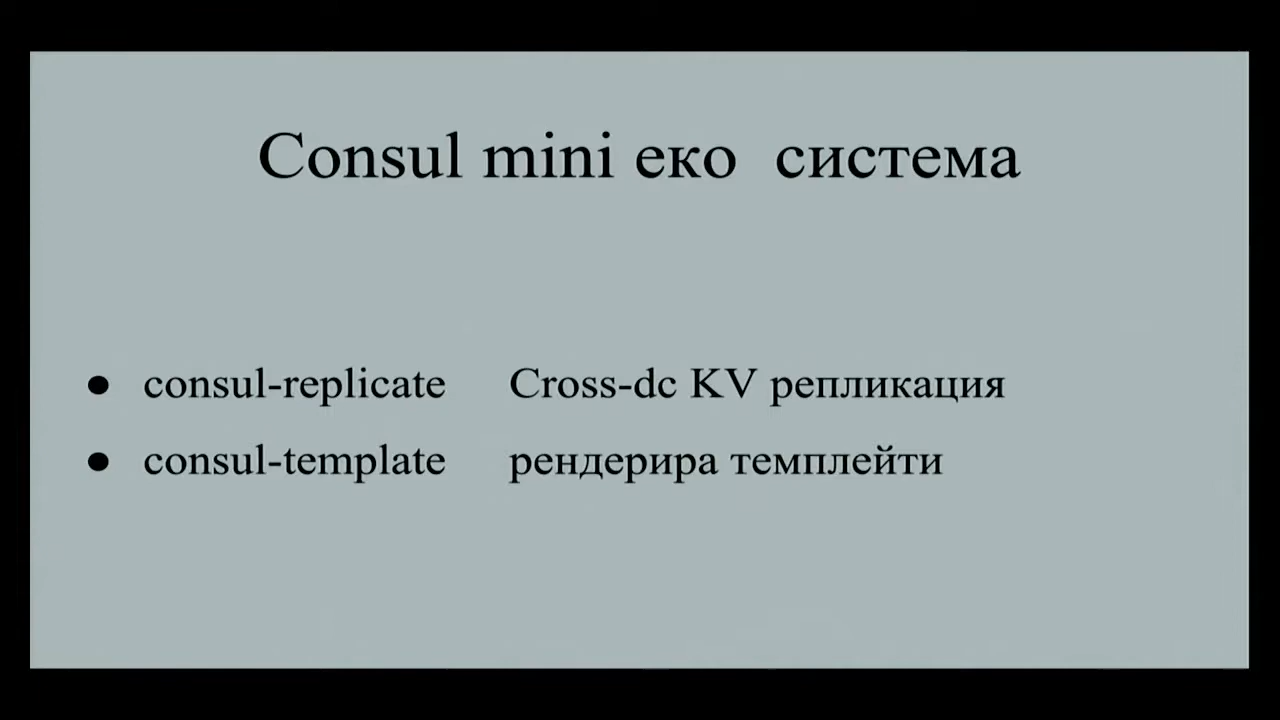 Consul mini еко система
● consul-replicate Cross-dc KV репликация
● consul-template рендерира темплейти